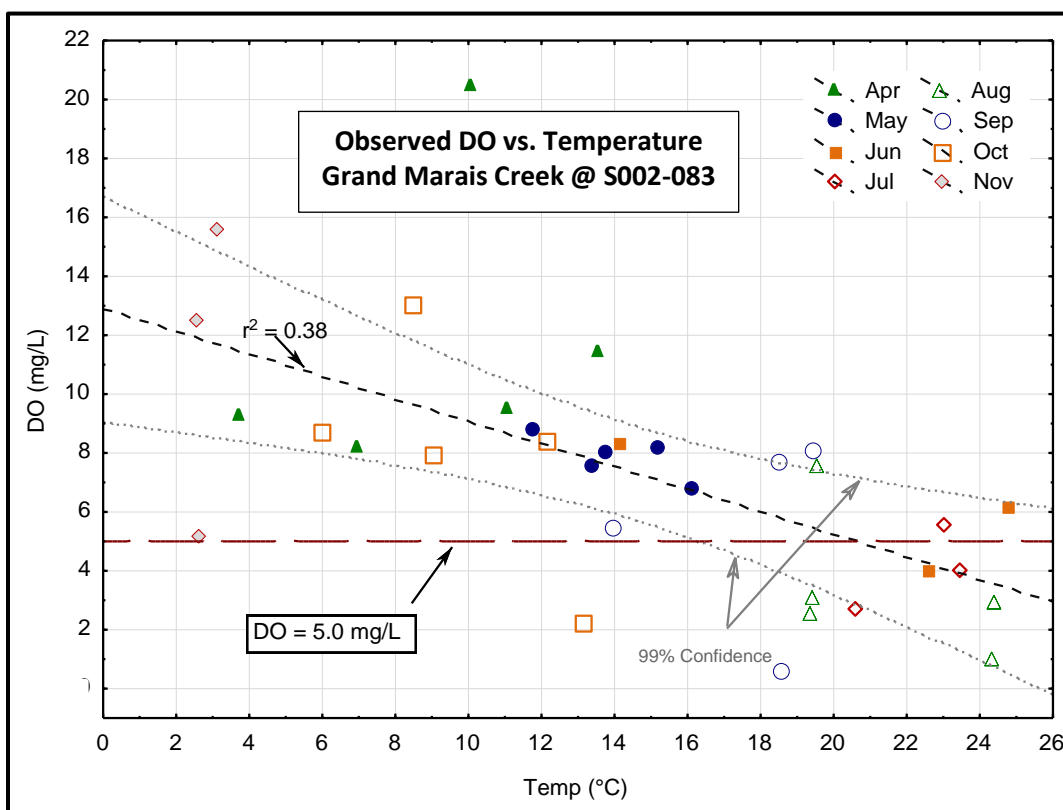 Observed DO vs. Temperature
Grand Marais Creek @ S002-083
Apr
May
Jun
Jul
Aug
Sep
Oct
Nov
r² = 0.38
DO = 5.0 mg/L
99% Confidence
DO (mg/L)
22
20
18
16
14
12
10
8
6
4
2
0 2 4 6 8 10 12 14 16 18 20 22 24 26
Temp (°C)